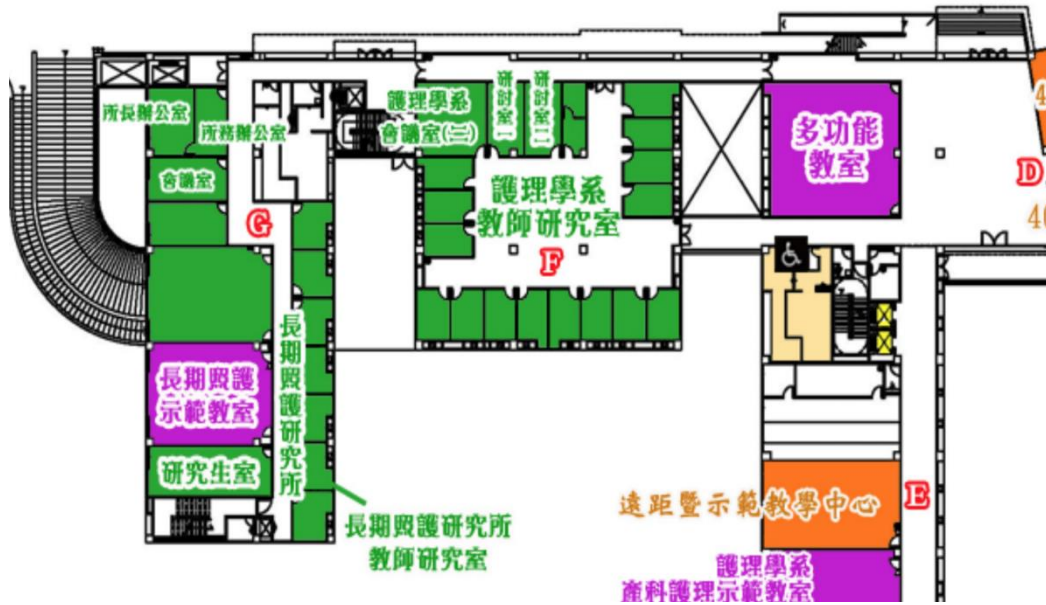 所長辦公室
所務辦公室
會議室
G
護理學系
會議室(三)
研討室一
研討室二
護理學系
教師研究室
F
多功能
教室
D
長期照護
示範教室
研究生室
長期照護研究所
長期照護研究所
教師研究室
遠距暨示範教學中心
E
護理學系
產科護理示範教室